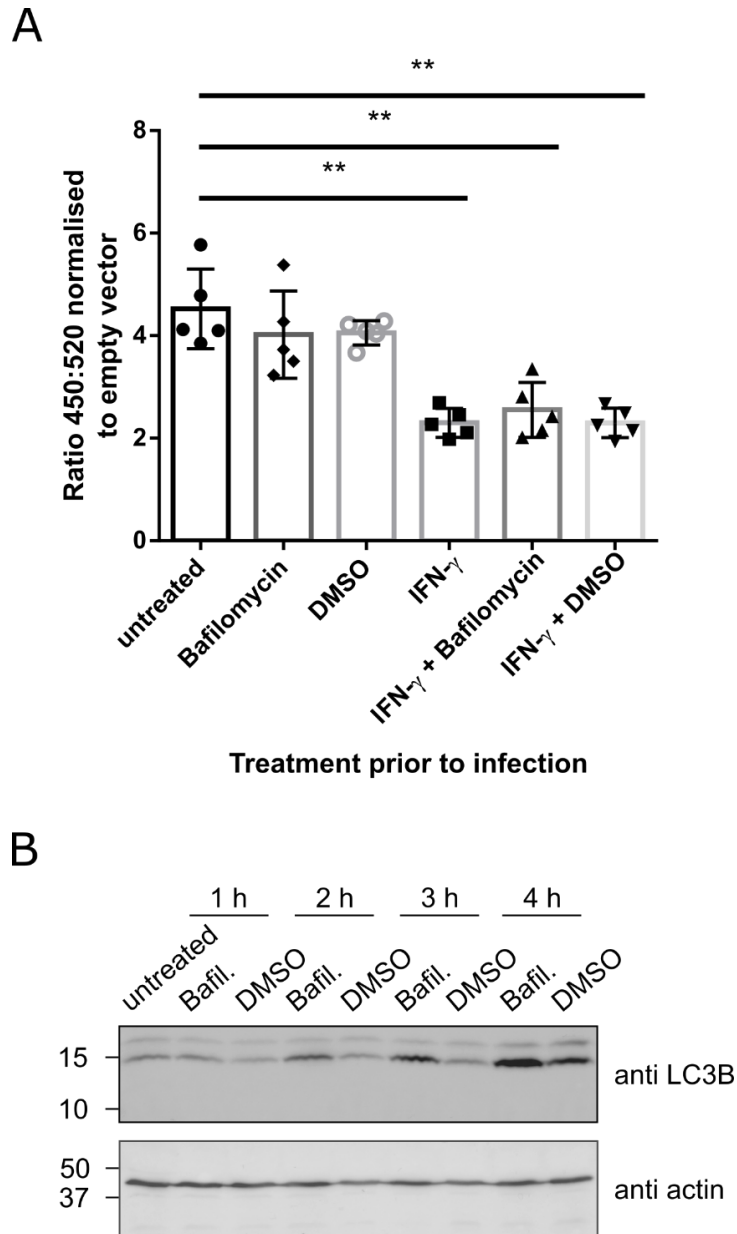 A
**
**
**
8
6
4
2
0
Ratio 450:520 normalised
to empty vector
untreated
Bafilomycin
DMSO
IFN-γ
IFN-γ + Bafilomycin
IFN-γ + DMSO
Treatment prior to infection
B
1 h 2 h 3 h 4 h
untreated Bafil. DMSO Bafil. DMSO Bafil. DMSO Bafil. DMSO
15
10
anti LC3B
50
37
anti actin